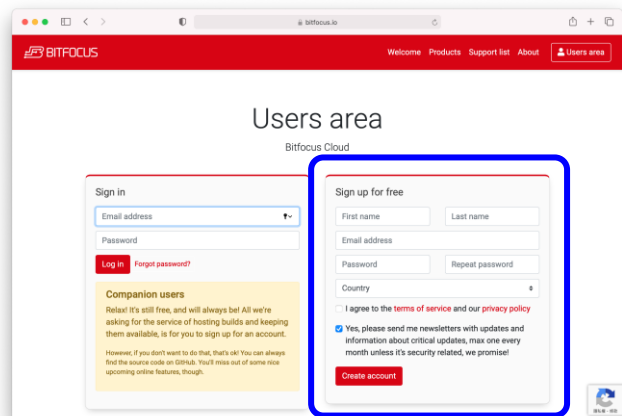 bitfocus.io
BITFOCUS
Welcome Products Support list About Users area
Users area
Bitfocus Cloud
Sign in
Email address
Password
Log in Forgot password?
Companion users
Relax! It's still free, and will always be! All we're
asking for the service of hosting builds and keeping
them available, is for you to sign up for an account.
However, if you don't want to do that, that's ok! You can always
find the source code on GitHub. You'll miss out of some nice
upcoming online features, though.
Sign up for free
First name Last name
Email address
Password Repeat password
Country
I agree to the terms of service and our privacy policy
Yes, please send me newsletters with updates and
information about critical updates, max one every
month unless it's security related, we promise!
Create account